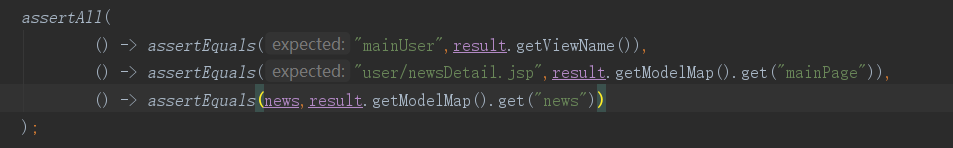 assertAll(
() -> assertEquals( expected: "mainUser",result.getViewName()),
() -> assertEquals( expected: "user/newsDetail.jsp",result.getModelMap().get("mainPage")),
() -> assertEquals(news,result.getModelMap().get("news"))
);